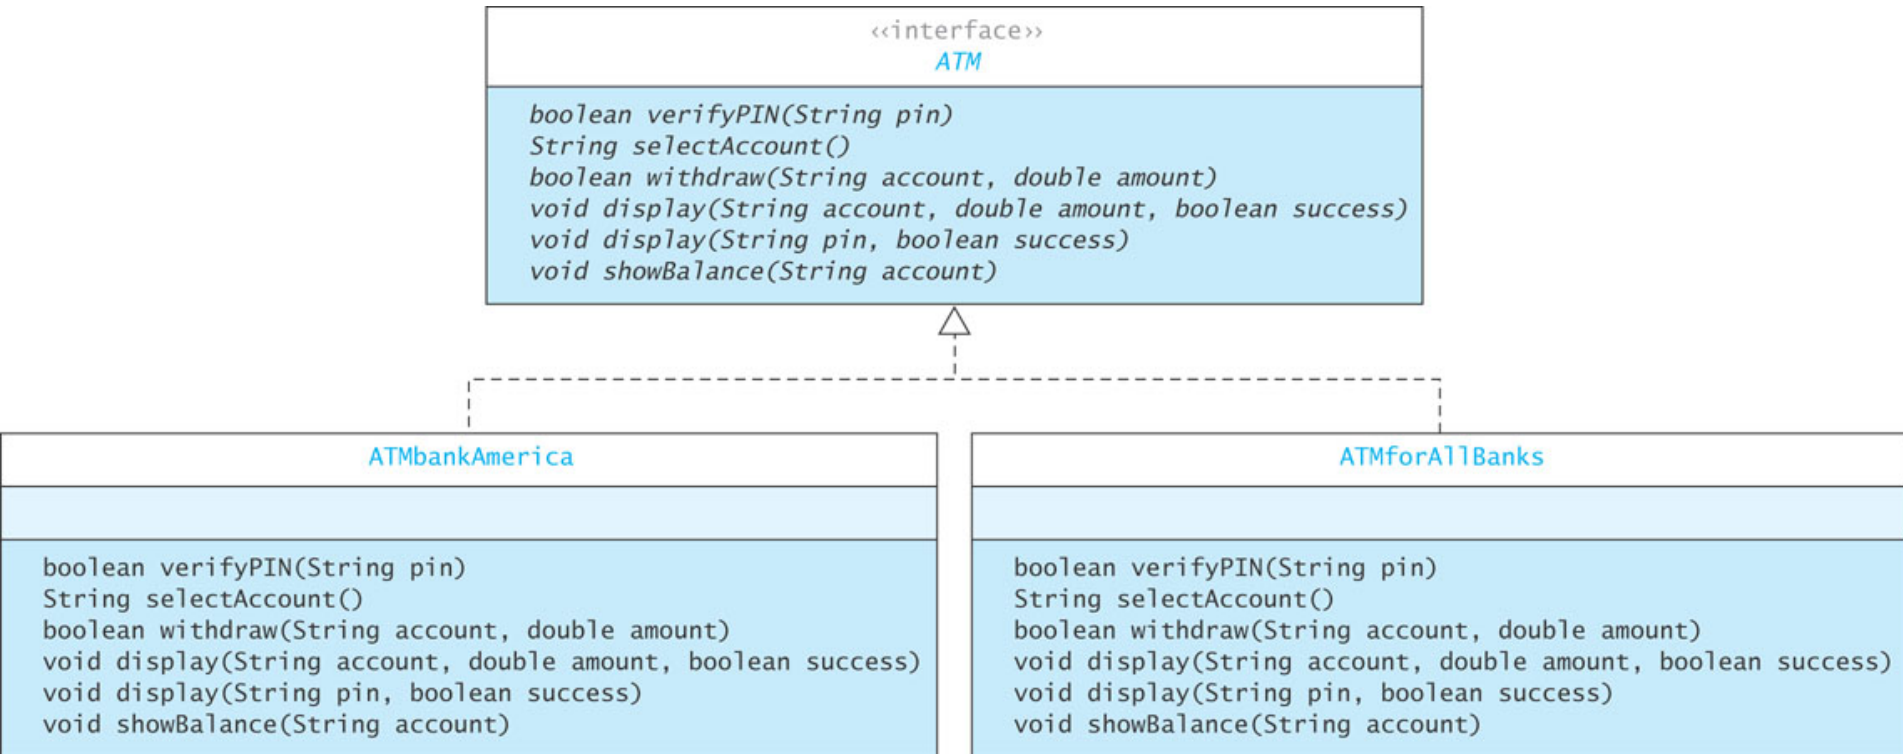 ‹‹interface››
ATM
boolean verifyPIN(String pin)
String selectAccount()
boolean withdraw(String account, double amount)
void display(String account, double amount, boolean success)
void display(String pin, boolean success)
void showBalance(String account)
ATMbankAmerica
boolean verifyPIN(String pin)
String selectAccount()
boolean withdraw(String account, double amount)
void display(String account, double amount, boolean success)
void display(String pin, boolean success)
void showBalance(String account)
ATMforAllBanks
boolean verifyPIN(String pin)
String selectAccount()
boolean withdraw(String account, double amount)
void display(String account, double amount, boolean success)
void display(String pin, boolean success)
void showBalance(String account)